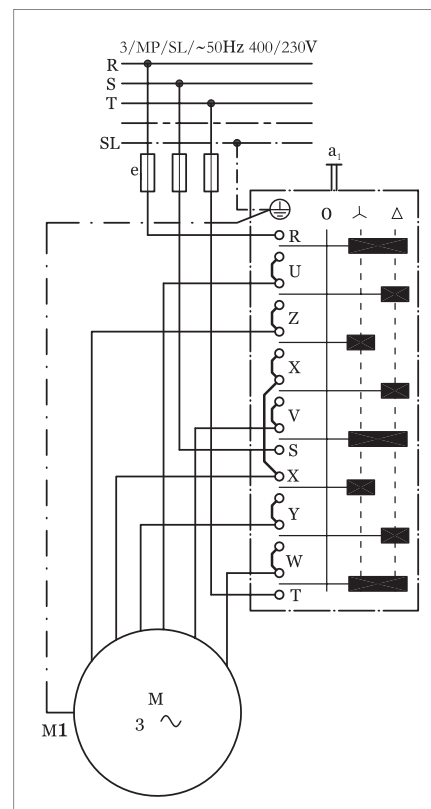 3/MP/SL/~50Hz 400/230V
R
S
T
SL
e
a1
0 ⅄ Δ
R
U
Z
X
V
S
X
Y
W
T
M
3 ~
M1